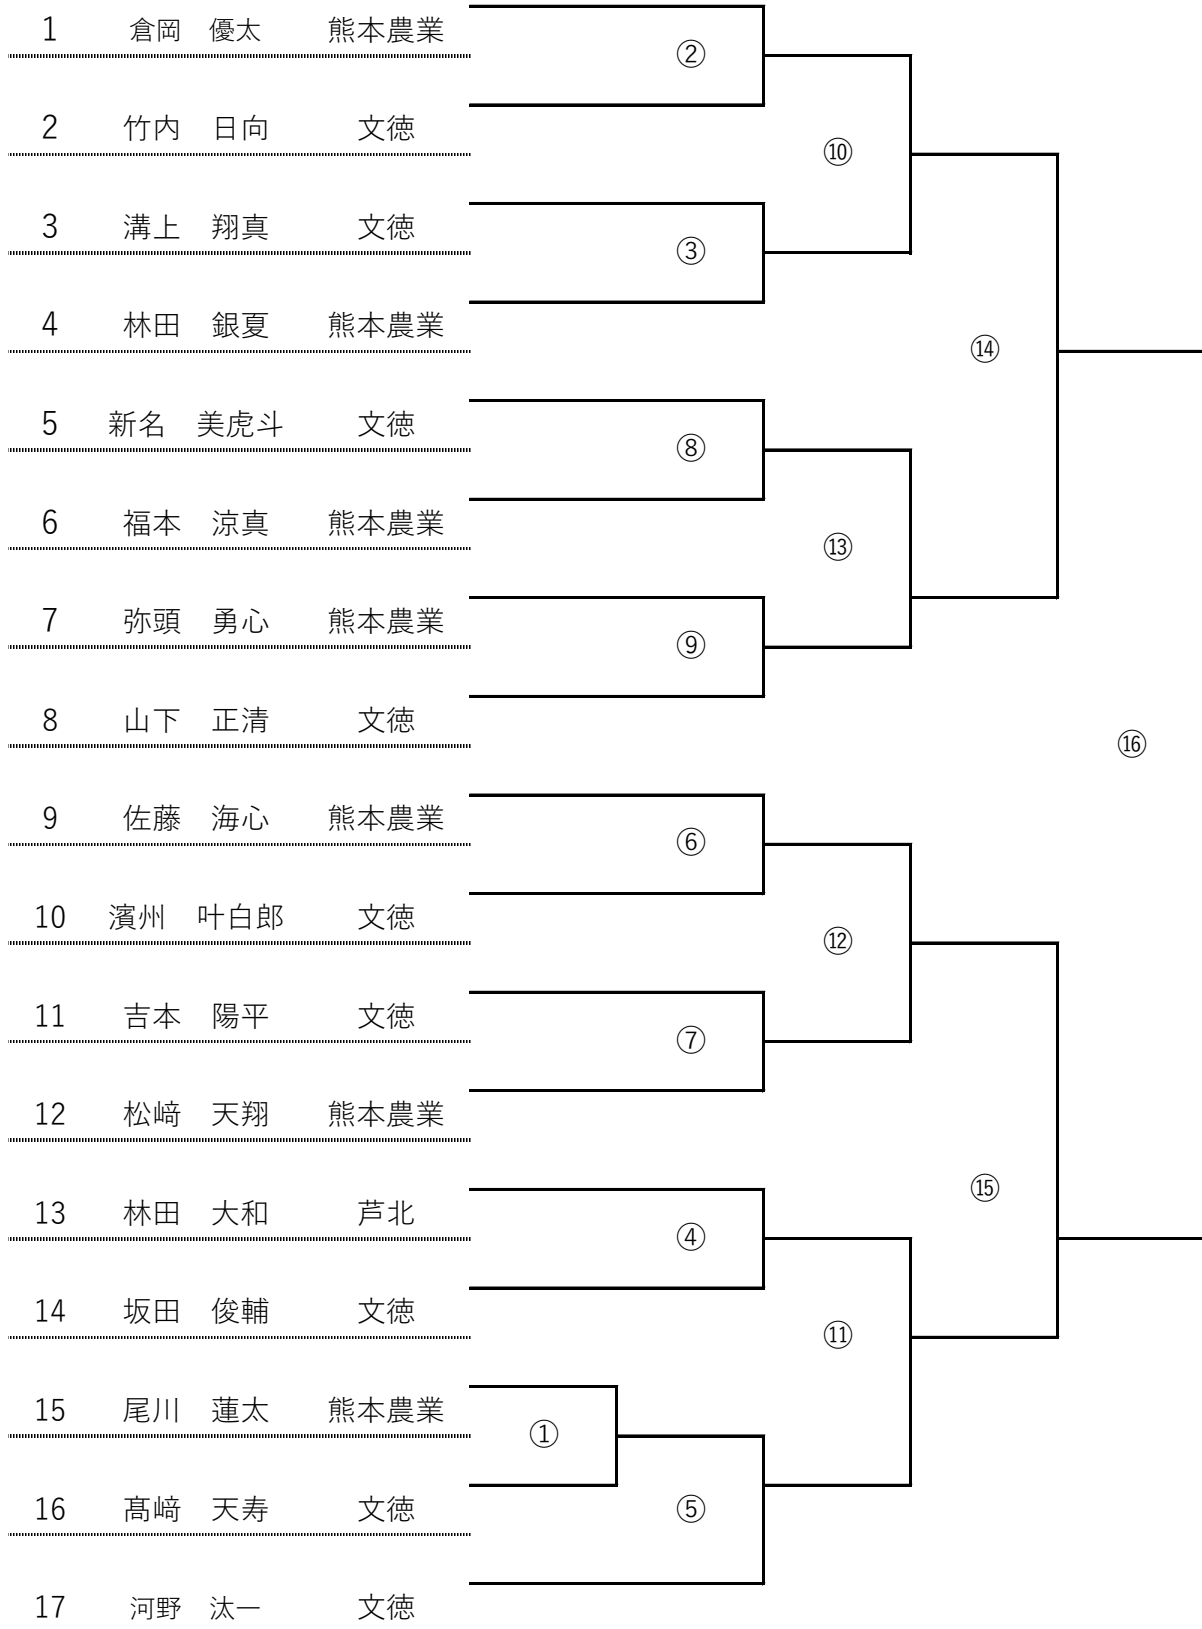 1 倉岡 優太 熊本農業
②
2 竹内 日向 文徳
⑩
3 溝上 翔真 文徳
③
4 林田 銀夏 熊本農業
⑭
5 新名 美虎斗 文徳
⑧
6 福本 涼真 熊本農業
⑬
7 弥頭 勇心 熊本農業
⑨
8 山下 正清 文徳
⑯
9 佐藤 海心 熊本農業
⑥
10 濱州 叶白郎 文徳
⑫
11 吉本 陽平 文徳
⑦
12 松﨑 天翔 熊本農業
⑮
13 林田 大和 芦北
④
14 坂田 俊輔 文徳
⑪
15 尾川 蓮太 熊本農業
①
16 髙﨑 天寿 文徳
⑤
17 河野 汰一 文徳